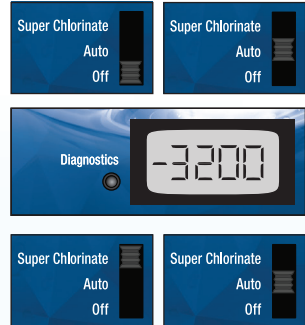 Super Chlorinate
Auto
Off
Super Chlorinate
Auto
Off
Diagnostics
-3200
Super Chlorinate
Auto
Off
Super Chlorinate
Auto
Off